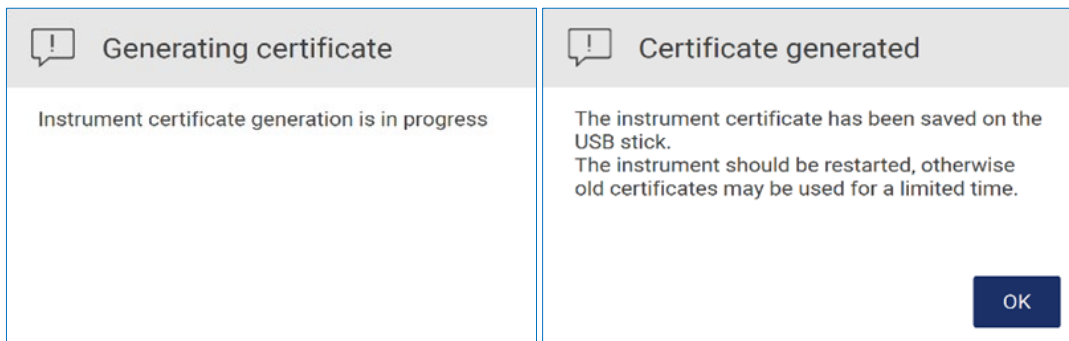 Generating certificate
Instrument certificate generation is in progress
Certificate generated
The instrument certificate has been saved on the
USB stick.
The instrument should be restarted, otherwise
old certificates may be used for a limited time.
OK